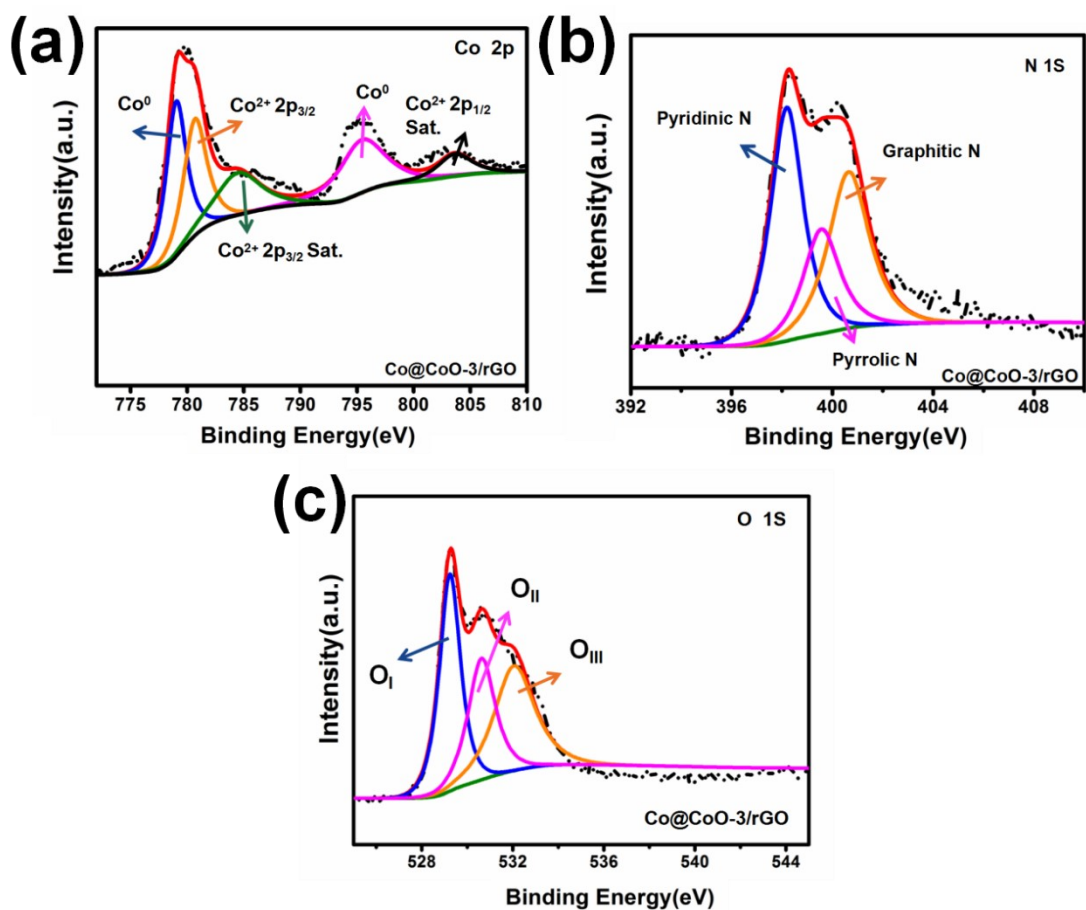 (a)
Co 2p
Co⁰
Co²⁺ 2p₃/₂
Co⁰
Co²⁺ 2p₁/₂
Sat.
Co²⁺ 2p₃/₂ Sat.
Co@CoO-3/rGO
Intensity(a.u.)
775 780 785 790 795 800 805 810
Binding Energy(eV)
(b)
N 1S
Pyridinic N
Graphitic N
Pyrrolic N
Co@CoO-3/rGO
Intensity(a.u.)
392 396 400 404 408
Binding Energy(eV)
(c)
O 1S
O_I
O_II
O_III
Co@CoO-3/rGO
Intensity(a.u.)
528 532 536 540 544
Binding Energy(eV)